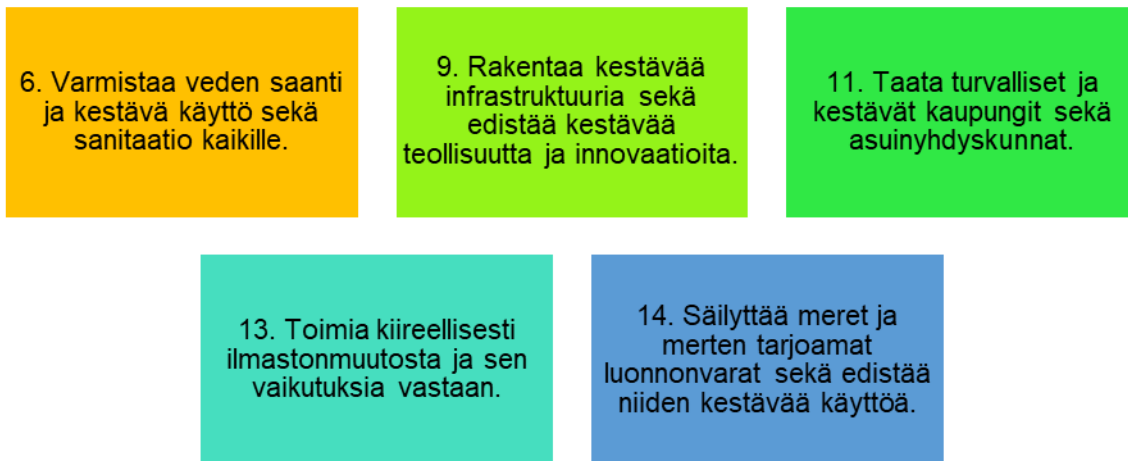 6. Varmistaa veden saanti
ja kestävä käyttö sekä
sanitaatio kaikille.
9. Rakentaa kestävää
infrastruktuuria sekä
edistää kestävää
teollisuutta ja innovaatioita.
11. Taata turvalliset ja
kestävät kaupungit sekä
asuinyhdyskunnat.
13. Toimia kiireellisesti
ilmastonmuutosta ja sen
vaikutuksia vastaan.
14. Säilyttää meret ja
merten tarjoamat
luonnonvarat sekä edistää
niiden kestävää käyttöä.